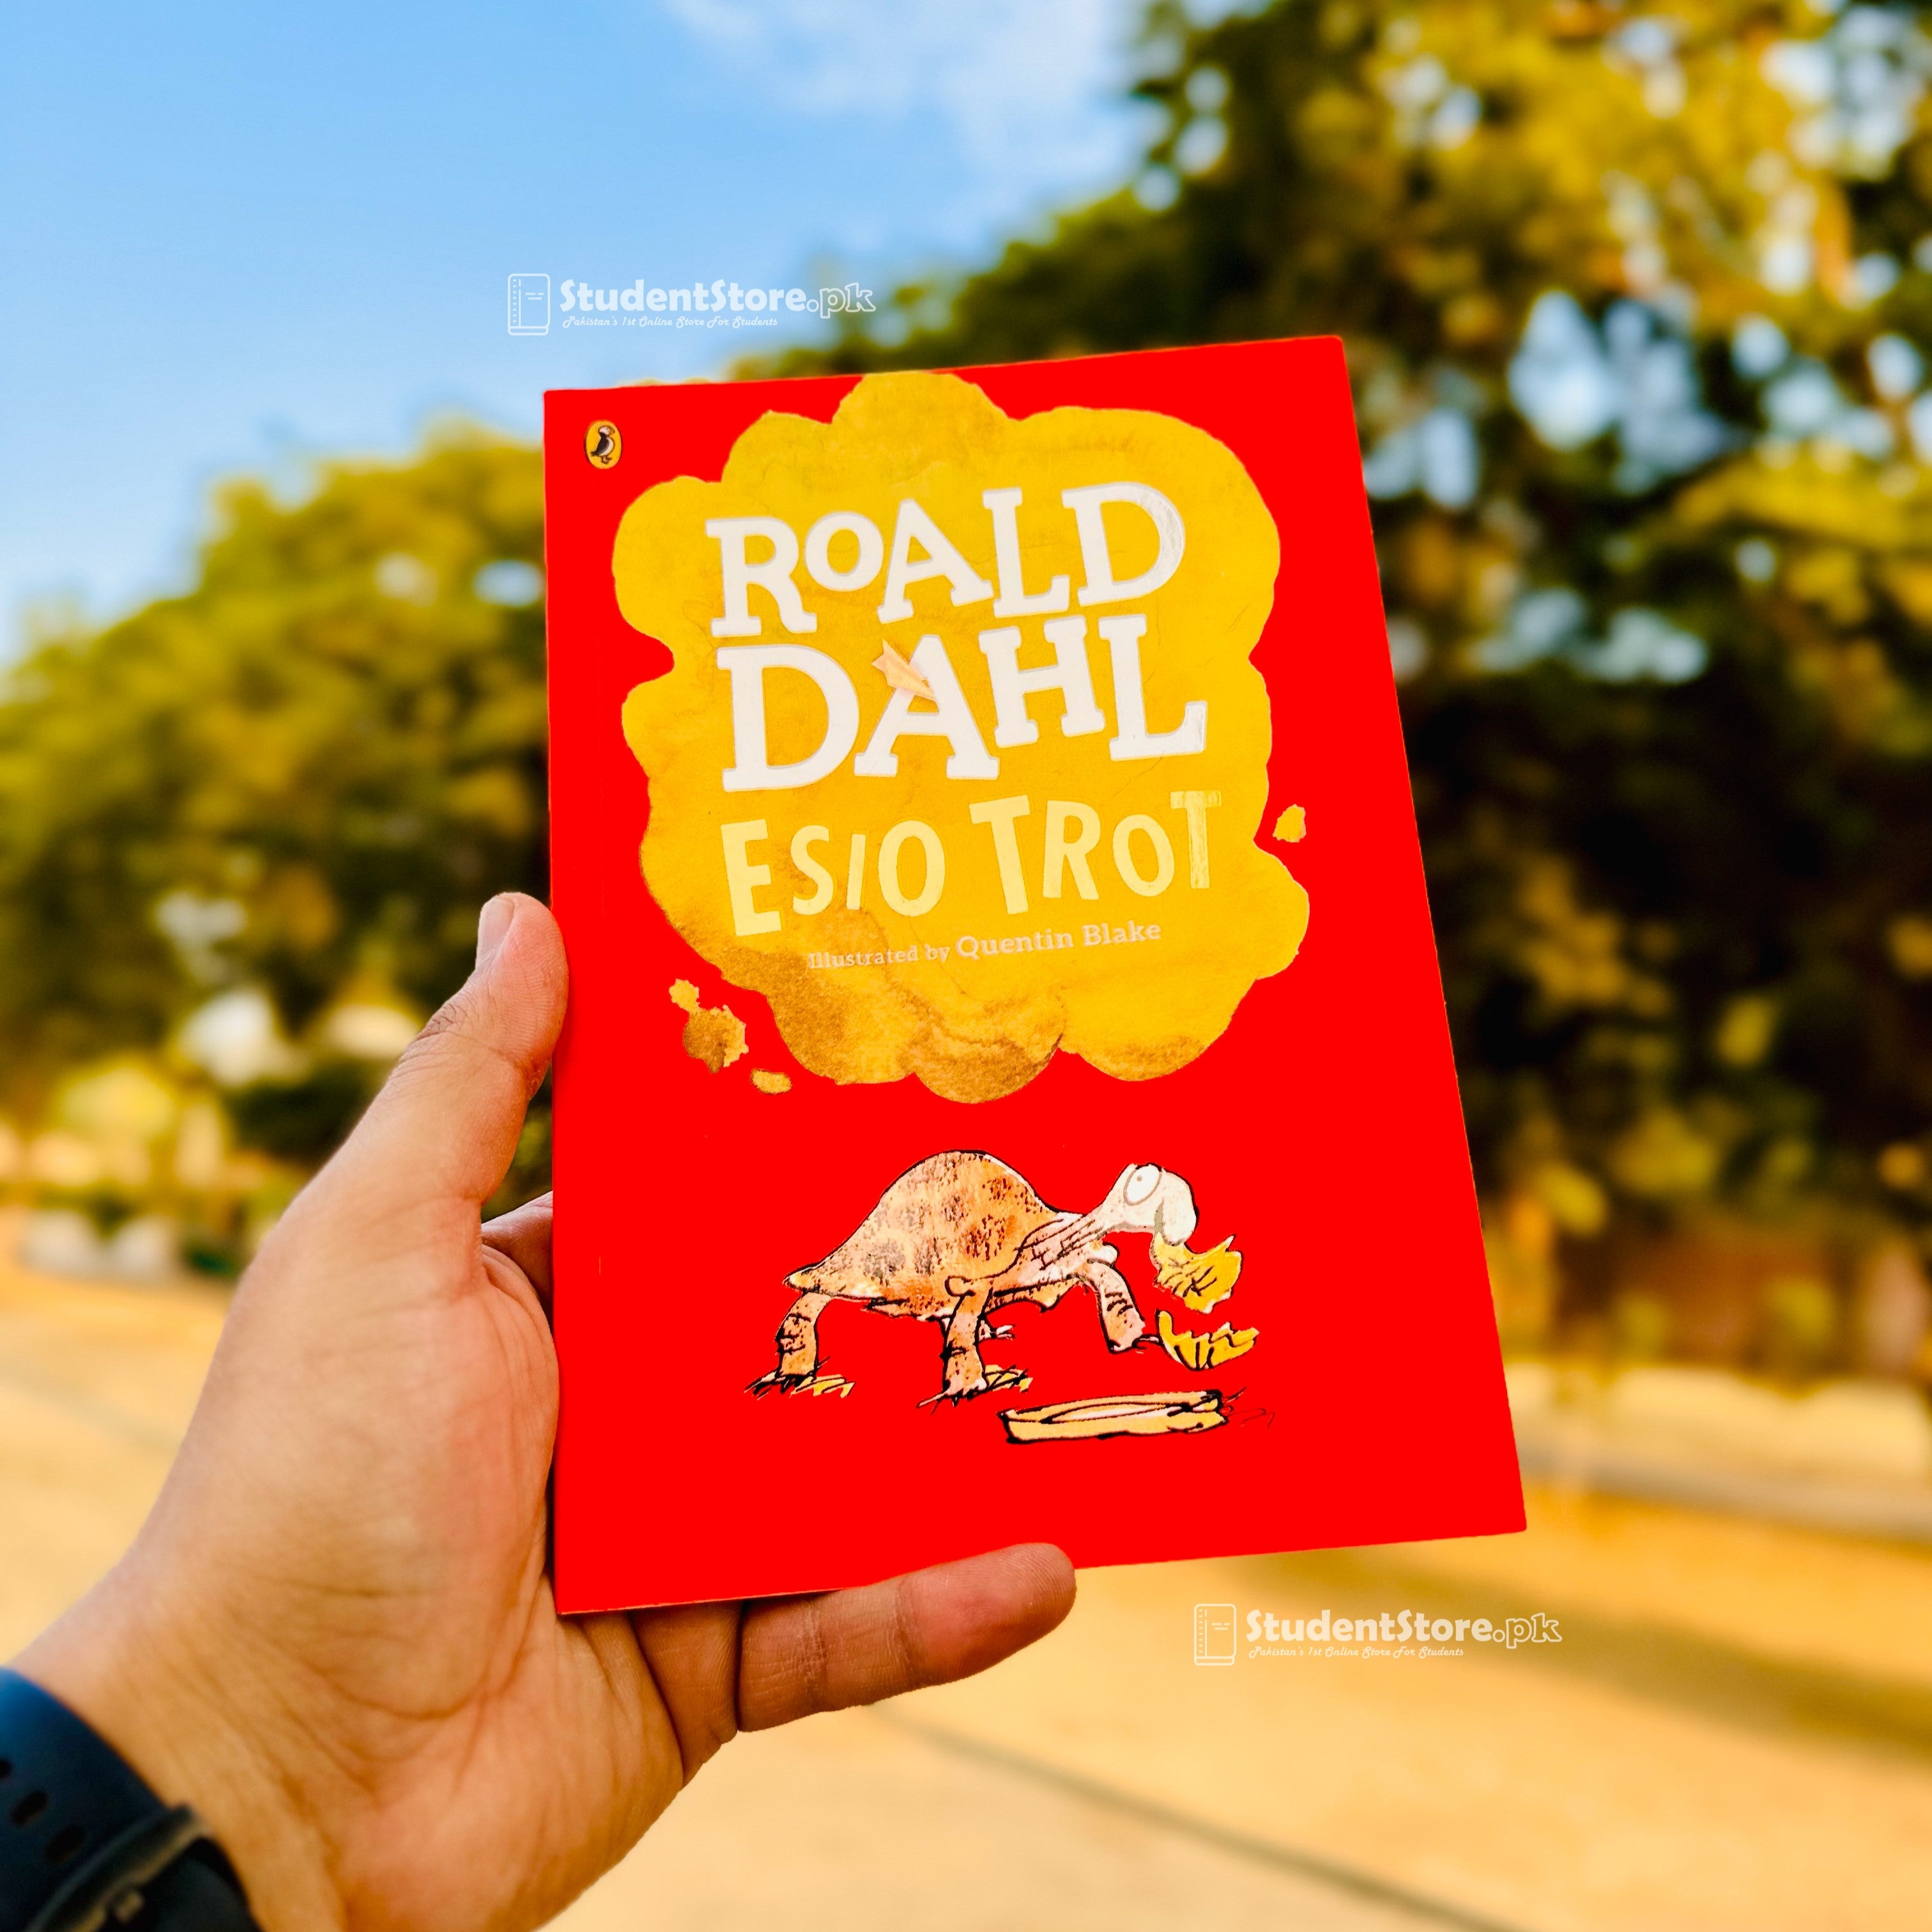 StudentStore.pk
Pakistan's 1st Online Store For Students
ROALD
DAHL
ESIO TROT
Illustrated by Quentin Blake
StudentStore.pk
Pakistan's 1st Online Store For Students